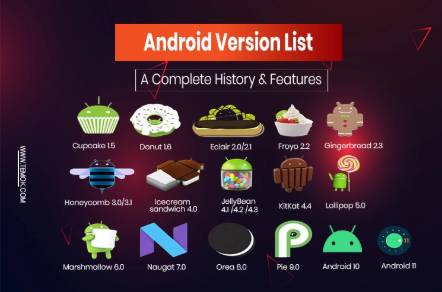 Android Version List
A Complete History & Features
Cupcake 1.5
Donut 1.6
Eclair 2.0/2.1
Froyo 2.2
Gingerbread 2.3
Honeycomb 3.0/3.1
Icecream
sandwich 4.0
JellyBean
4.1 /4.2 /4.3
KitKat 4.4
Lollipop 5.0
Marshmallow 6.0
Naugat 7.0
Orea 8.0
Pie 9.0
Android 10
Android 11
11
WWW.TEMOK.COM